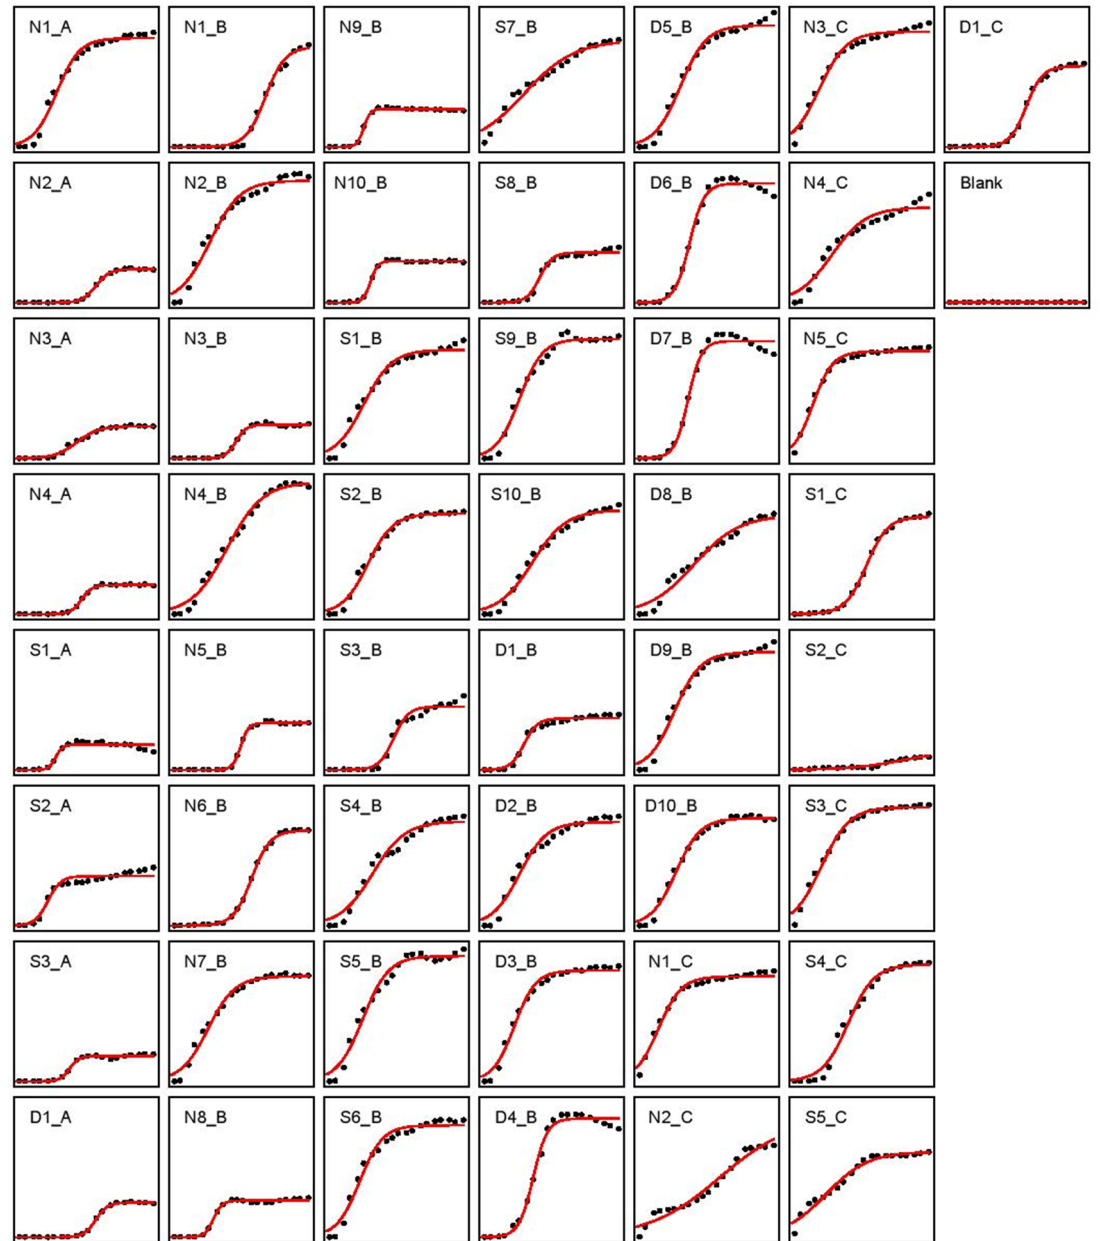 N1_A N1_B N9_B S7_B D5_B N3_C D1_C
N2_A N2_B N10_B S8_B D6_B N4_C Blank
N3_A N3_B S1_B S9_B D7_B N5_C
N4_A N4_B S2_B S10_B D8_B S1_C
S1_A N5_B S3_B D1_B D9_B S2_C
S2_A N6_B S4_B D2_B D10_B S3_C
S3_A N7_B S5_B D3_B N1_C S4_C
D1_A N8_B S6_B D4_B N2_C S5_C